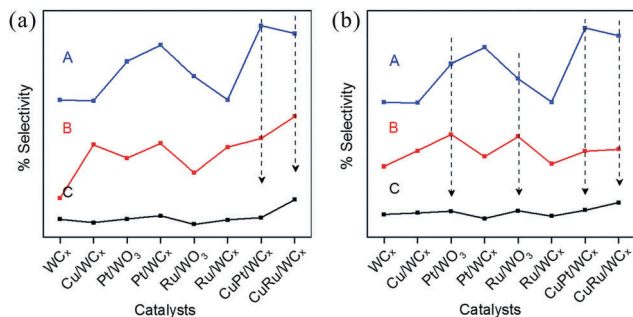 (a)
% Selectivity
A
B
C
WCx
Cu/WCx
Pt/WO3
Pt/WCx
Ru/WO3
Ru/WCx
CuPt/WCx
CuRu/WCx
Catalysts
(b)
% Selectivity
A
B
C
WCx
Cu/WCx
Pt/WO3
Pt/WCx
Ru/WO3
Ru/WCx
CuPt/WCx
CuRu/WCx
Catalysts